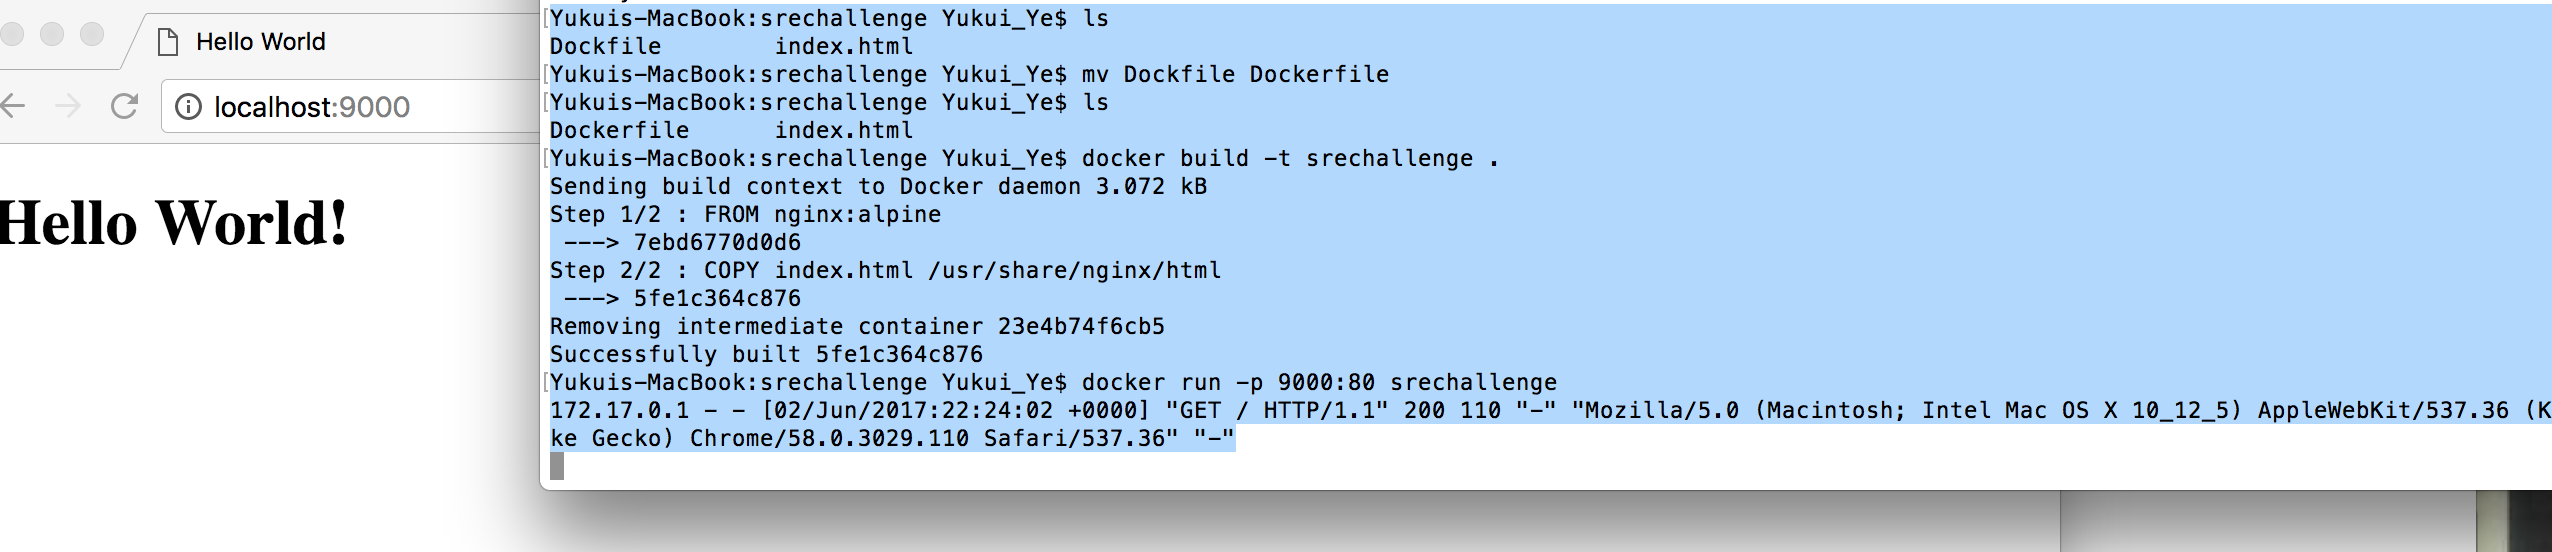 Hello World
localhost:9000
Hello World!
Yukuis-MacBook:srechallenge Yukui_Ye$ ls
Dockfile        index.html
Yukuis-MacBook:srechallenge Yukui_Ye$ mv Dockfile Dockerfile
Yukuis-MacBook:srechallenge Yukui_Ye$ ls
Dockerfile      index.html
Yukuis-MacBook:srechallenge Yukui_Ye$ docker build -t srechallenge .
Sending build context to Docker daemon 3.072 kB
Step 1/2 : FROM nginx:alpine
 ---> 7ebd6770d0d6
Step 2/2 : COPY index.html /usr/share/nginx/html
 ---> 5fe1c364c876
Removing intermediate container 23e4b74f6cb5
Successfully built 5fe1c364c876
Yukuis-MacBook:srechallenge Yukui_Ye$ docker run -p 9000:80 srechallenge
172.17.0.1 - - [02/Jun/2017:22:24:02 +0000] "GET / HTTP/1.1" 200 110 "-" "Mozilla/5.0 (Macintosh; Intel Mac OS X 10_12_5) AppleWebKit/537.36 (K
ke Gecko) Chrome/58.0.3029.110 Safari/537.36" "-"